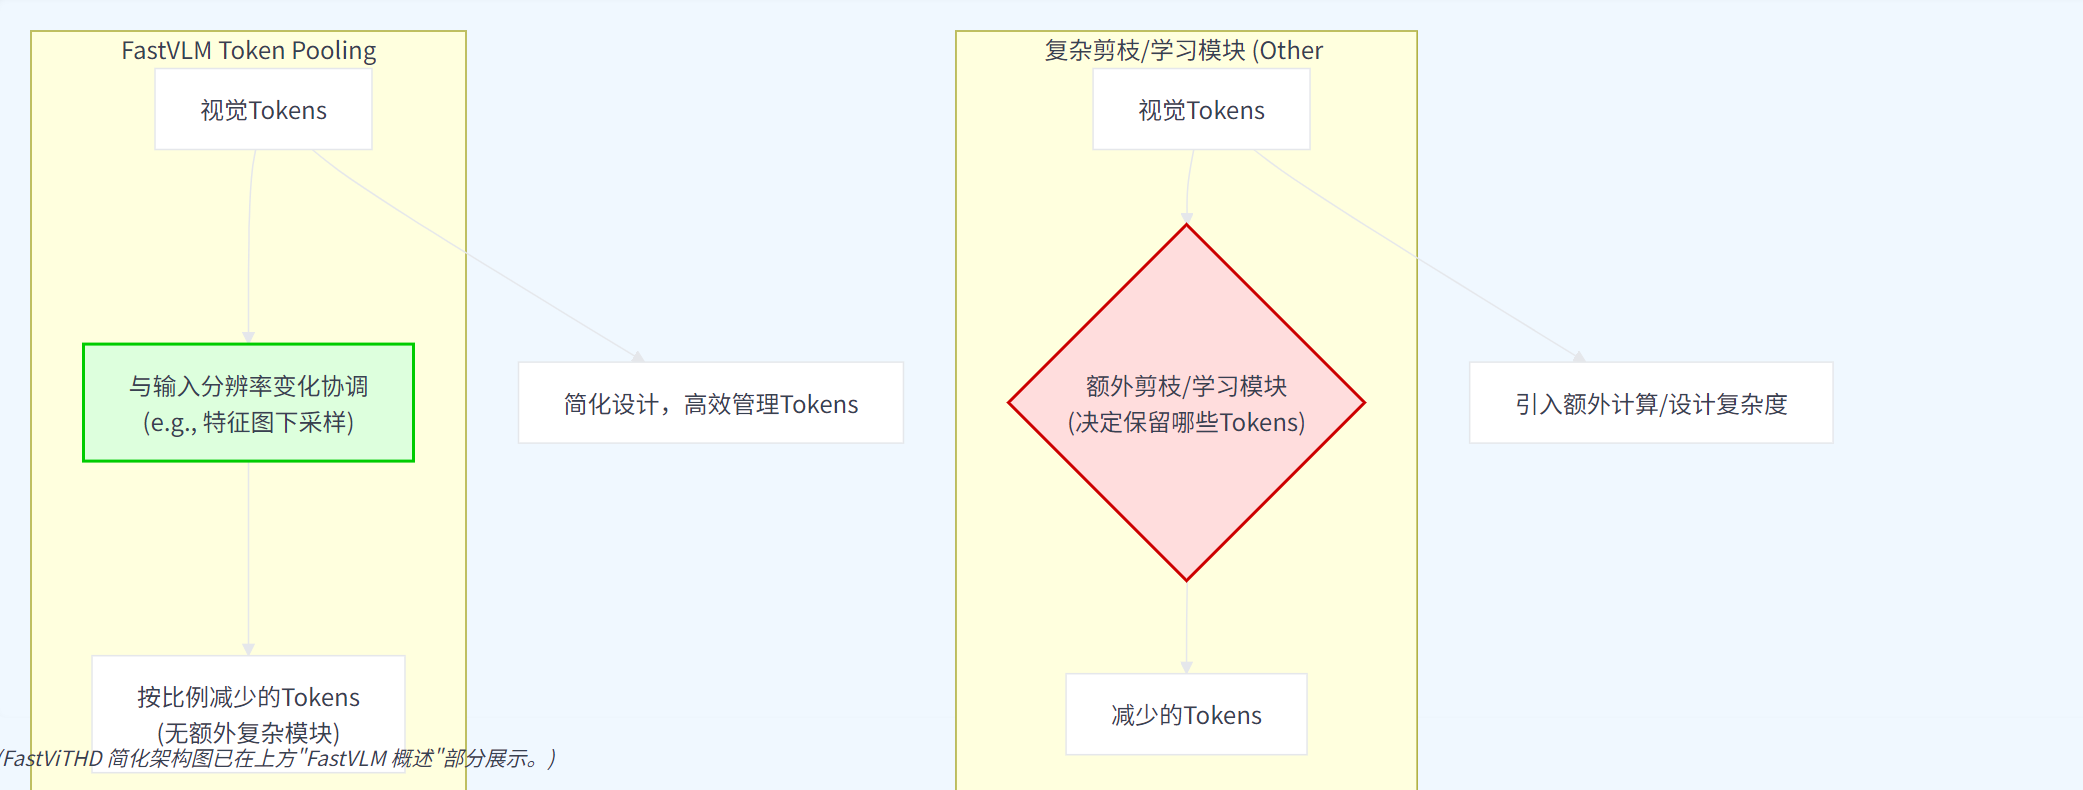 FastVLM Token Pooling
视觉Tokens
与输入分辨率变化协调
(e.g., 特征图下采样)
简化设计，高效管理Tokens
按比例减少的Tokens
(无额外复杂模块)
(FastViTHD 简化架构图已在上方"FastVLM 概述"部分展示。)
复杂剪枝/学习模块 (Other
视觉Tokens
额外剪枝/学习模块
(决定保留哪些Tokens)
引入额外计算/设计复杂度
减少的Tokens